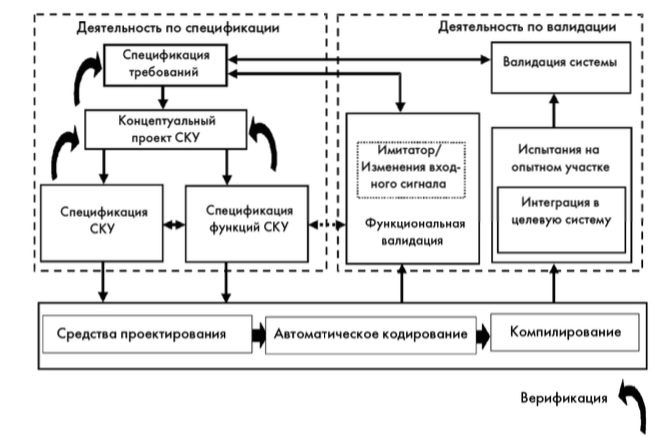 Деятельность по спецификации
Спецификация
требований
Концептуальный
проект СКУ
Спецификация
СКУ
Спецификация
функций СКУ
Деятельность по валидации
Валидация системы
Имитатор/
Изменения вход-
ного сигнала
Функциональная
валидация
Испытания на
опытном участке
Интеграция в
целевую систему
Средства проектирования
Автоматическое кодирование
Компилирование
Верификация